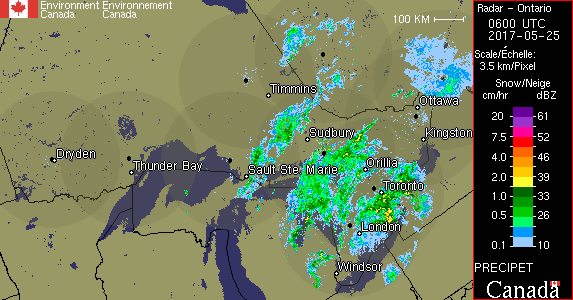 Environment Environnement
Canada Canada
100 KM
Timmins
Ottawa
Sudbury
Kingston
Dryden
Thunder Bay
Sault Ste. Marie
Orillia
Toronto
London
Windsor
Radar - Ontario
0600 UTC
2017-05-25
Scale/Échelle:
3.5 km/Pixel
Snow/Neige
cm/hr dBZ
20 61
7.5 52
4.0 46
2.0 39
1.0 33
0.5 26
0.1 10
PRECIPET
Canada